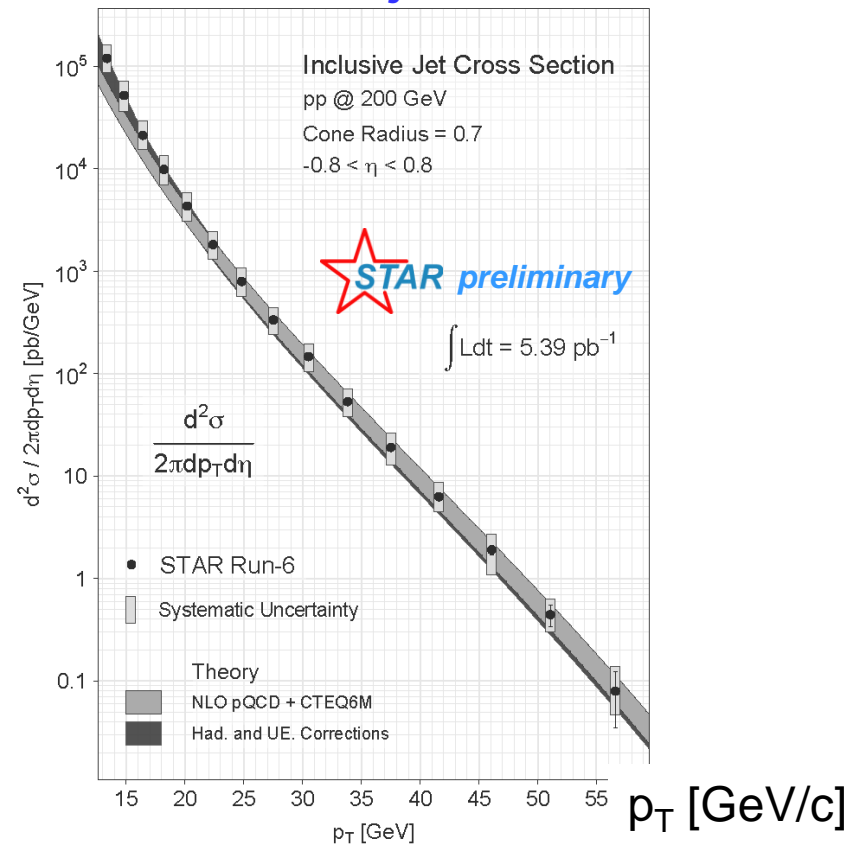 Inclusive Jet Cross Section
pp @ 200 GeV
Cone Radius = 0.7
-0.8 < η < 0.8
STAR preliminary
∫Ldt = 5.39 pb⁻¹
d²σ
2πdp_Tdη
STAR Run-6
Systematic Uncertainty
Theory
NLO pQCD + CTEQ6M
Had. and UE. Corrections
d²σ / 2πdp_Tdη [pb/GeV]
10⁵
10⁴
10³
10²
10
1
0.1
15 20 25 30 35 40 45 50 55
p_T [GeV]
p_T [GeV/c]